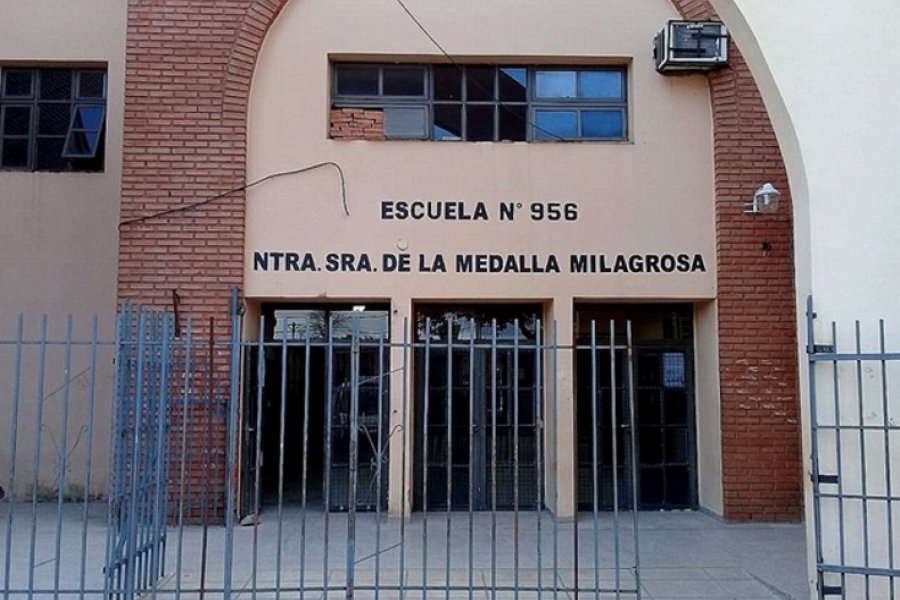 ESCUELA N° 956
NTRA. SRA. DE LA MEDALLA MILAGROSA